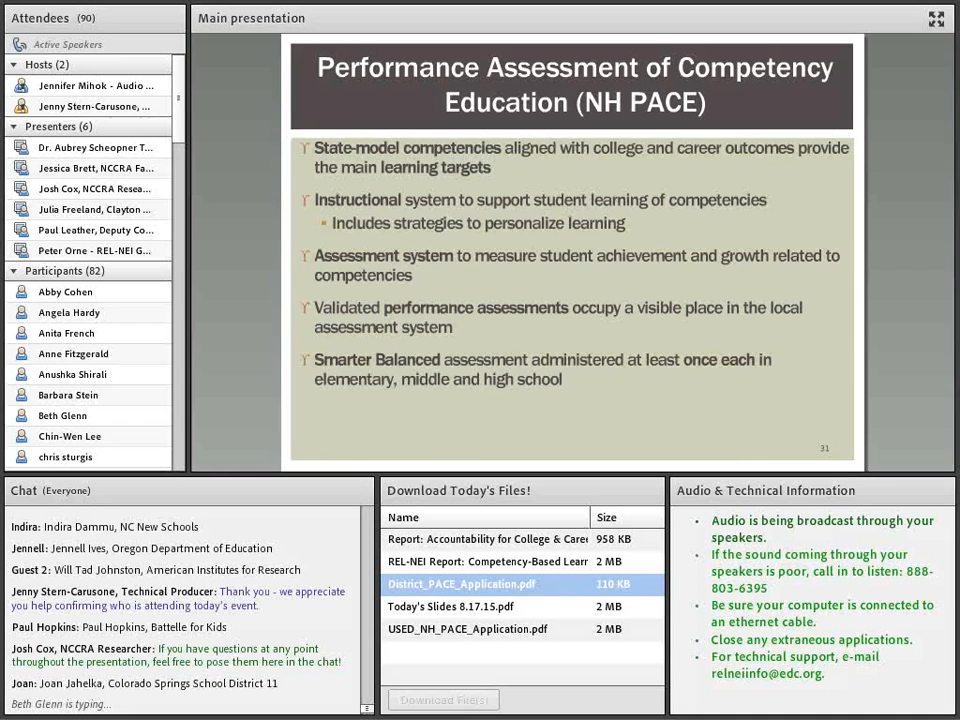 Attendees (90)
Active Speakers
Hosts (2)
Jennifer Mihok - Audio ...
Jenny Stern-Carusone, ...
Presenters (6)
Dr. Aubrey Scheopner T...
Jessica Brett, NCCRA Fa...
Josh Cox, NCCRA Resea...
Julia Freeland, Clayton ...
Paul Leather, Deputy Co...
Peter Orne - REL-NEI G...
Participants (82)
Abby Cohen
Angela Hardy
Anita French
Anne Fitzgerald
Anushka Shirali
Barbara Stein
Beth Glenn
Chin-Wen Lee
chris sturgis
Main presentation
Performance Assessment of Competency
Education (NH PACE)
State-model competencies aligned with college and career outcomes provide
the main learning targets
Instructional system to support student learning of competencies
Includes strategies to personalize learning
Assessment system to measure student achievement and growth related to
competencies
Validated performance assessments occupy a visible place in the local
assessment system
Smarter Balanced assessment administered at least once each in
elementary, middle and high school
31
Chat (Everyone)
Indira: Indira Dammu, NC New Schools
Jennell: Jennell Ives, Oregon Department of Education
Guest 2: Will Tad Johnston, American Institutes for Research
Jenny Stern-Carusone, Technical Producer: Thank you - we appreciate
you help confirming who is attending today's event.
Paul Hopkins: Paul Hopkins, Battelle for Kids
Josh Cox, NCCRA Researcher: If you have questions at any point
throughout the presentation, feel free to pose them here in the chat!
Joan: Joan Jahelka, Colorado Springs School District 11
Beth Glenn is typing...
Download Today's Files!
Name Size
Report: Accountability for College & Caree 958 KB
REL-NEI Report: Competency-Based Learr 2 MB
District_PACE_Application.pdf 110 KB
Today's Slides 8.17.15.pdf 2 MB
USED_NH_PACE_Application.pdf 2 MB
Download File(s)
Audio & Technical Information
• Audio is being broadcast through your
speakers.
• If the sound coming through your
speakers is poor, call in to listen: 888-
803-6395
• Be sure your computer is connected to
an ethernet cable.
• Close any extraneous applications.
• For technical support, e-mail
relneiinfo@edc.org.